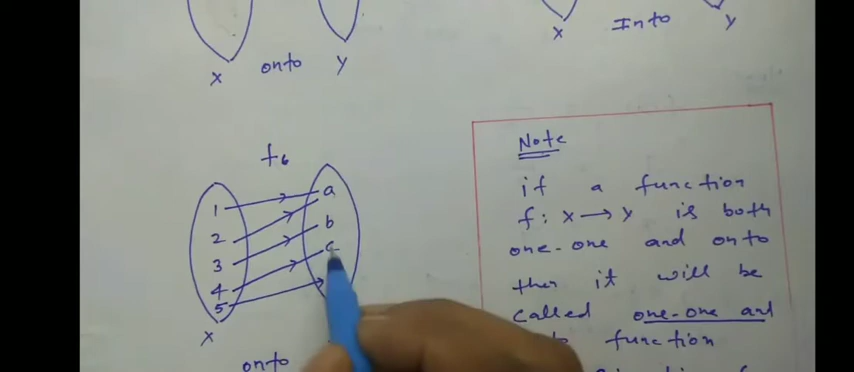 x onto y
x Into y
f6
1 a
2
3 b
4 c
5
x
onto
Note
if a function
f: x → y is both
one-one and onto
then it will be
called one-one and
function